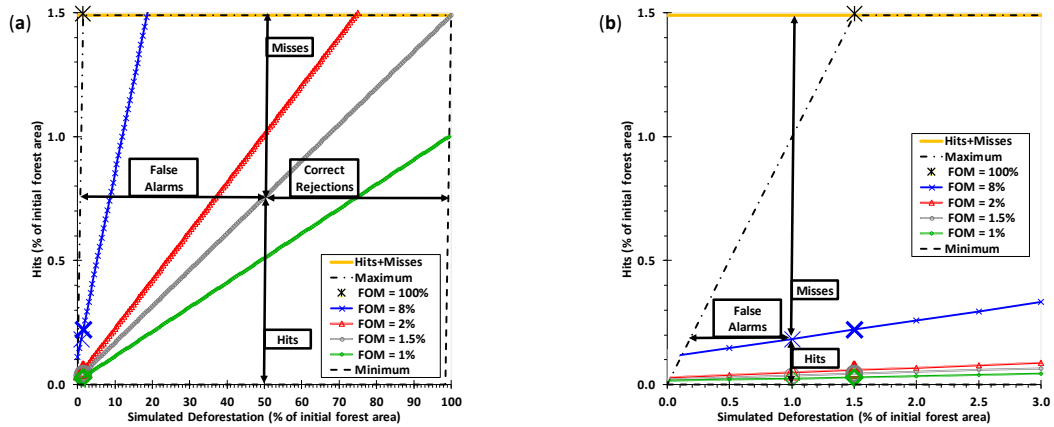 (a)
1.5
1.0
0.5
0.0
Hits (% of initial forest area)
Misses
False
Alarms
Correct
Rejections
Hits
Hits+Misses
Maximum
FOM = 100%
FOM = 8%
FOM = 2%
FOM = 1.5%
FOM = 1%
Minimum
0 10 20 30 40 50 60 70 80 90 100
Simulated Deforestation (% of initial forest area)
(b)
1.5
1.0
0.5
0.0
Hits (% of initial forest area)
Hits+Misses
Maximum
FOM = 100%
FOM = 8%
FOM = 2%
FOM = 1.5%
FOM = 1%
Minimum
Misses
False
Alarms
Hits
0.0 0.5 1.0 1.5 2.0 2.5 3.0
Simulated Deforestation (% of initial forest area)